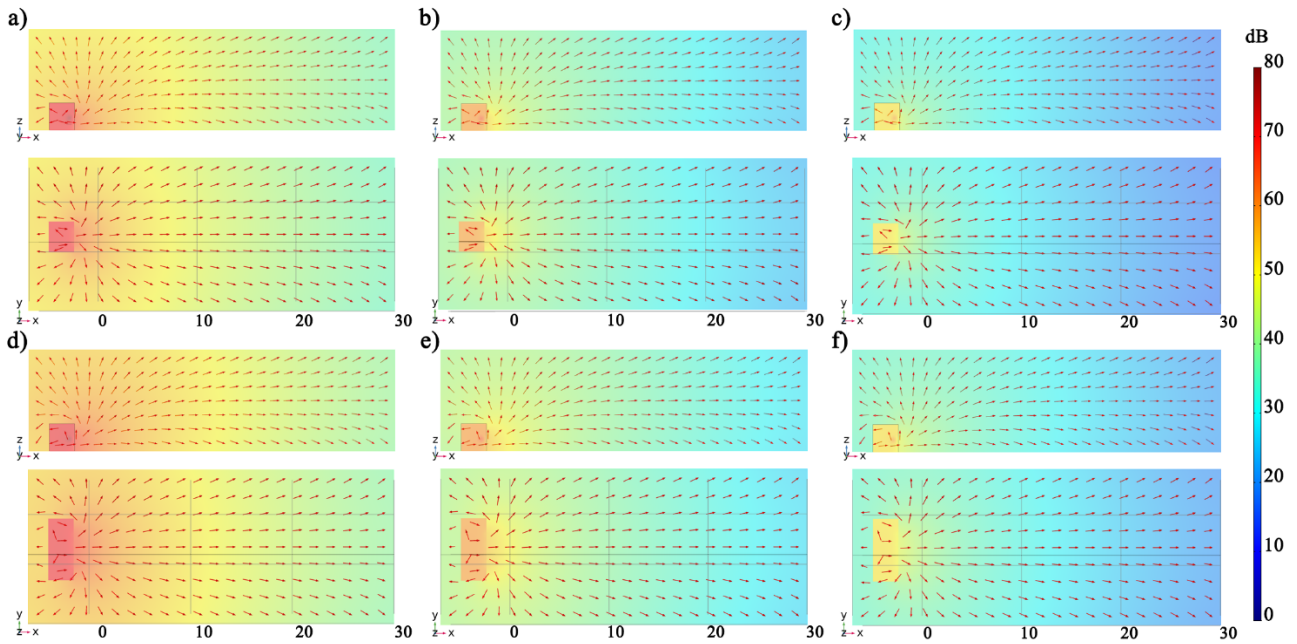 a) b) c) dB
80
70
z z z
y x y x y x
60
50
y y y
z x z x z x
0 10 20 30 0 10 20 30 0 10 20 30
40
d) e) f)
30
z z z
y x y x y x
20
10
0
y y y
z x z x z x
0 10 20 30 0 10 20 30 0 10 20 30